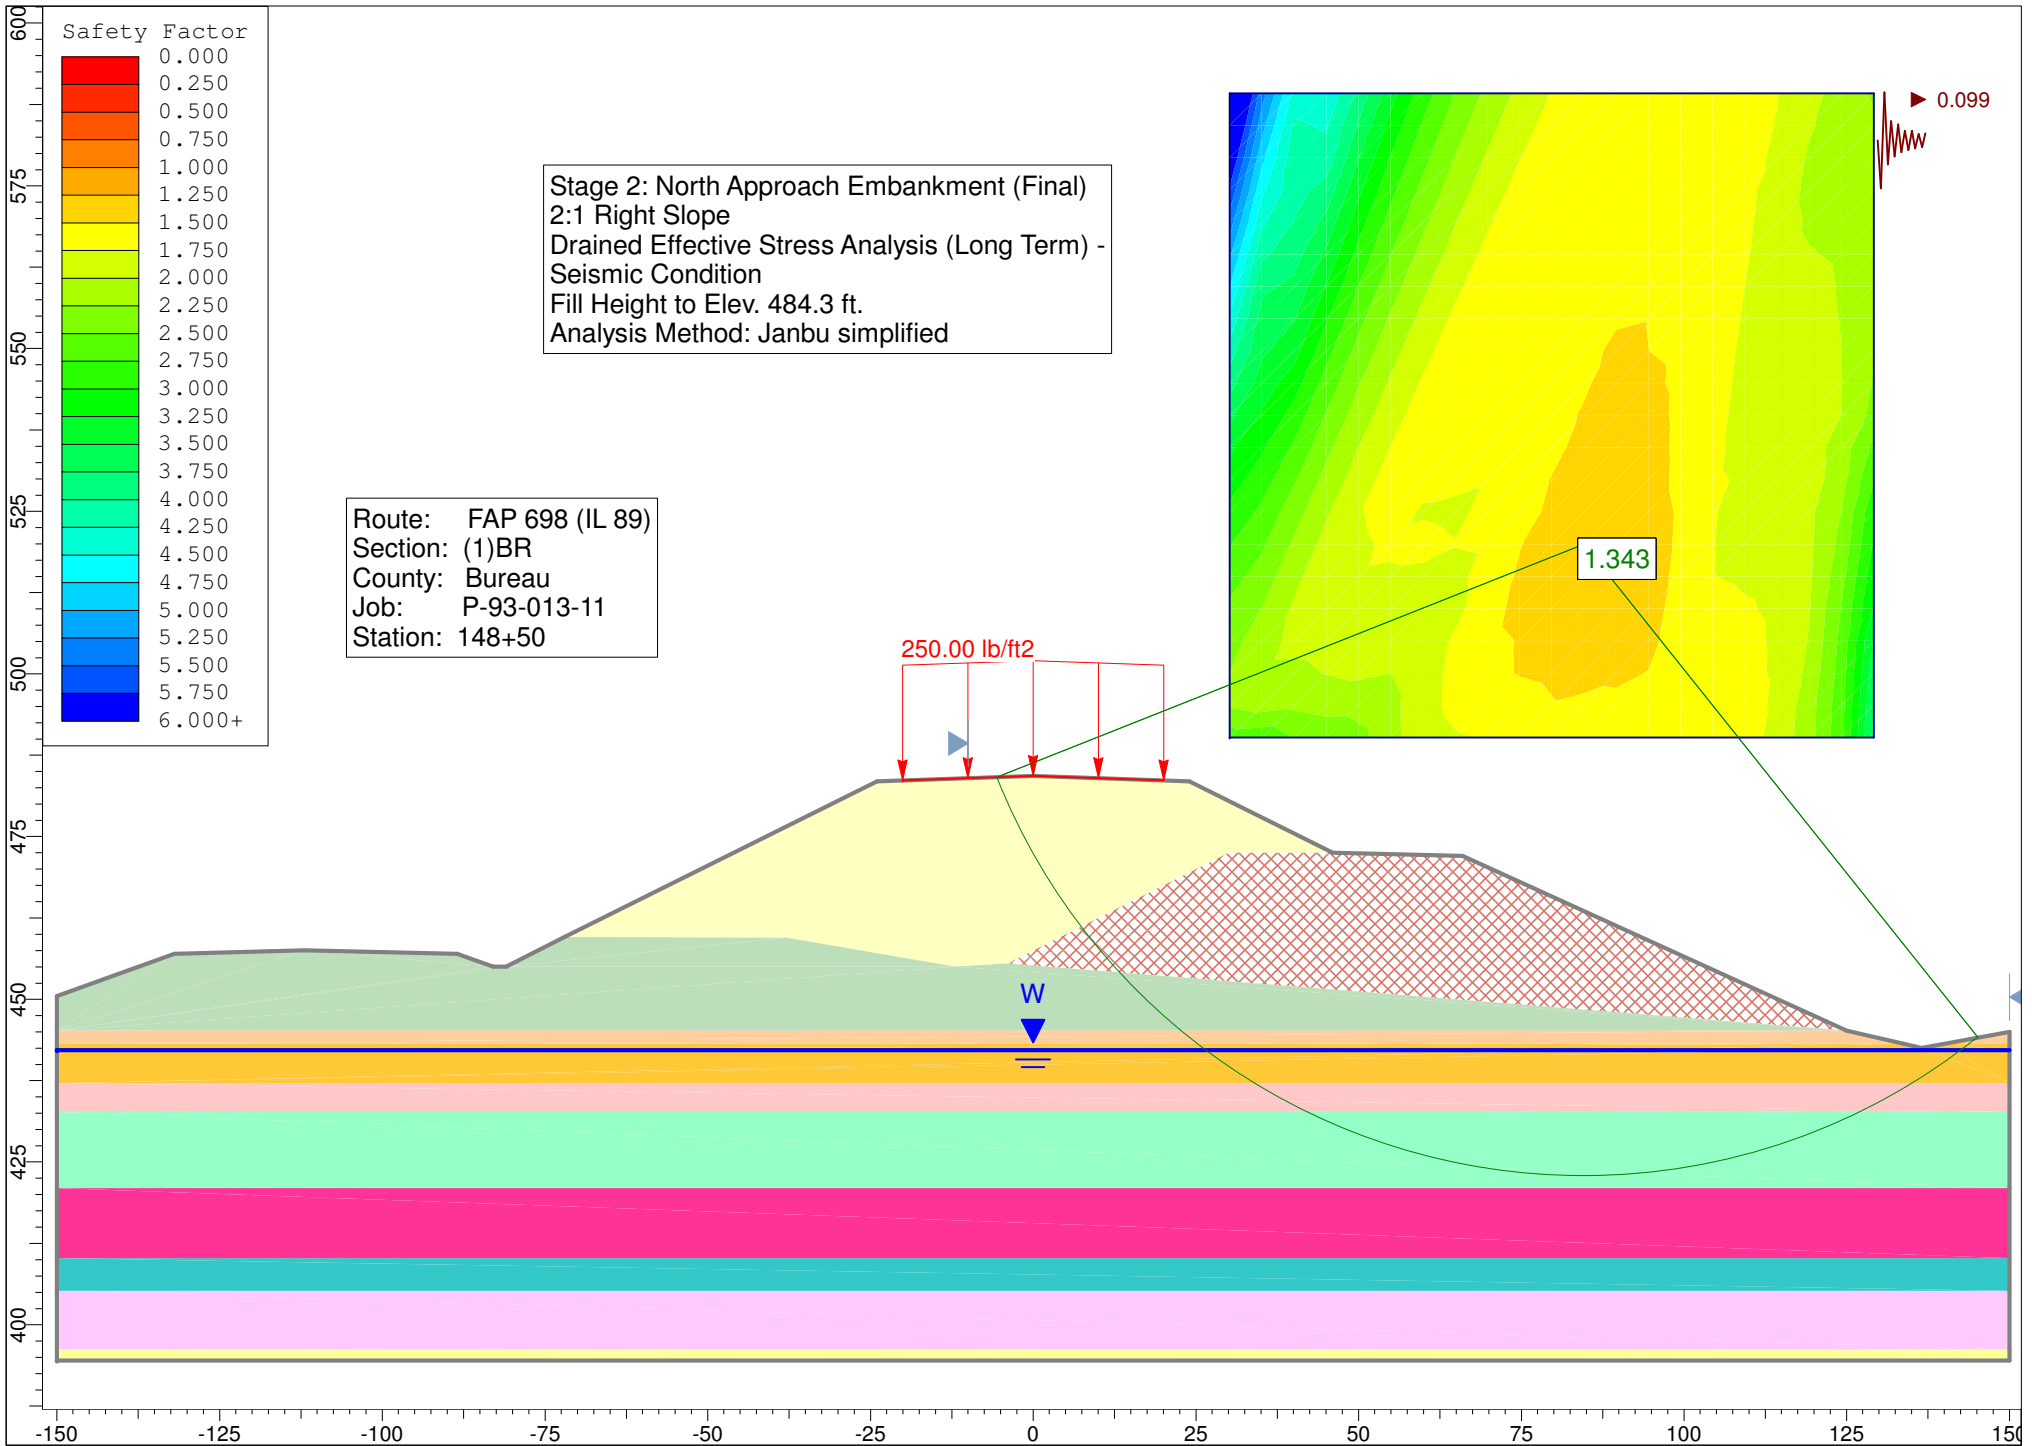 Safety Factor
0.000
0.250
0.500
0.750
1.000
1.250
1.500
1.750
2.000
2.250
2.500
2.750
3.000
3.250
3.500
3.750
4.000
4.250
4.500
4.750
5.000
5.250
5.500
5.750
6.000+
Stage 2: North Approach Embankment (Final)
2:1 Right Slope
Drained Effective Stress Analysis (Long Term) -
Seismic Condition
Fill Height to Elev. 484.3 ft.
Analysis Method: Janbu simplified
0.099
Route: FAP 698 (IL 89)
Section: (1)BR
County: Bureau
Job: P-93-013-11
Station: 148+50
1.343
250.00 lb/ft2
W
600
575
550
525
500
475
450
425
400
-150 -125 -100 -75 -50 -25 0 25 50 75 100 125 150